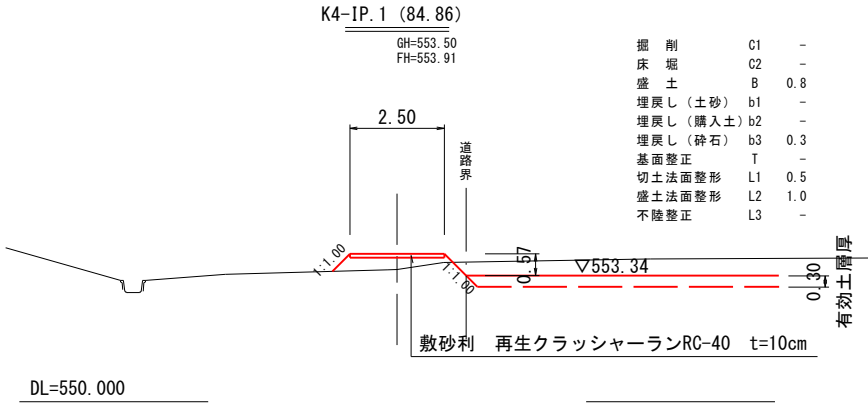 K4-IP.1 (84.86)
GH=553.50
FH=553.91
掘　削 C1 -
床　堀 C2 -
盛　土 B 0.8
埋戻し（土砂） b1 -
埋戻し（購入土） b2 -
埋戻し（砕石） b3 0.3
基面整正 T -
切土法面整形 L1 0.5
盛土法面整形 L2 1.0
不陸整正 L3 -
2.50
道路界
1:1.00
1:1.00
0.57
▽553.34
0.30
有効土層厚
敷砂利　再生クラッシャーランRC-40　t=10cm
DL=550.000